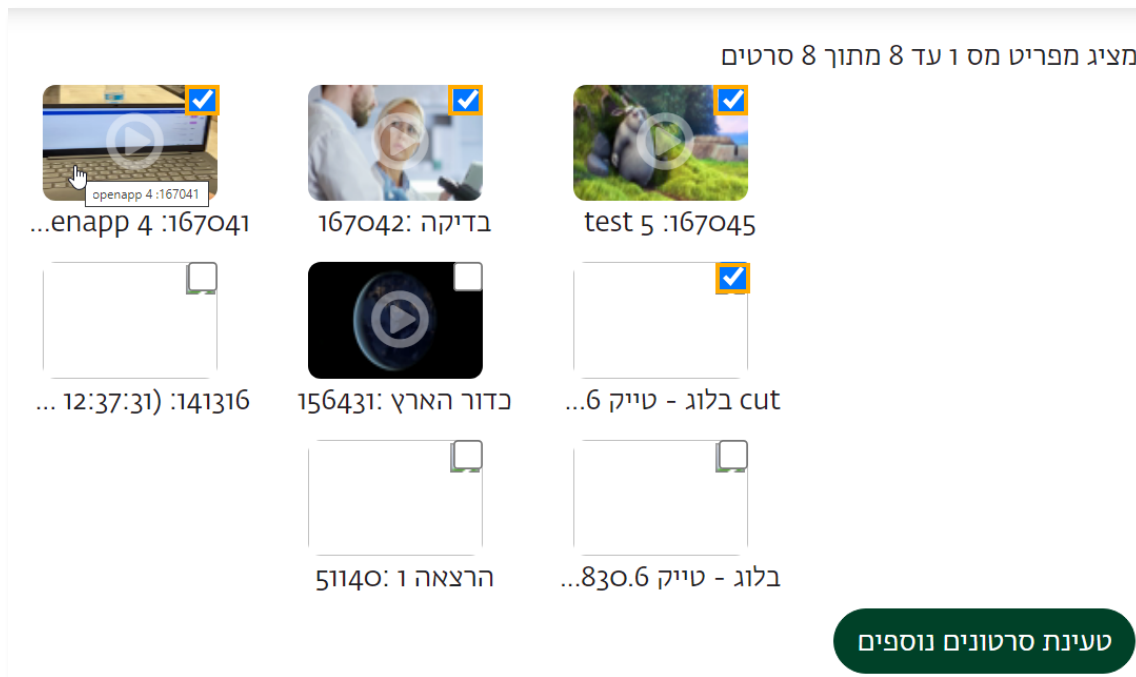 מציג מפריט מס 1 עד 8 מתוך 8 סרטים
test 5 :167045
בדיקה :167042
...enapp 4 :167041
openapp 4 :167041
cut בלוג - טייק 6...
כדור הארץ :156431
... 12:37:31) :141316
בלוג - טייק 830.6...
הרצאה 1 :51140
טעינת סרטונים נוספים